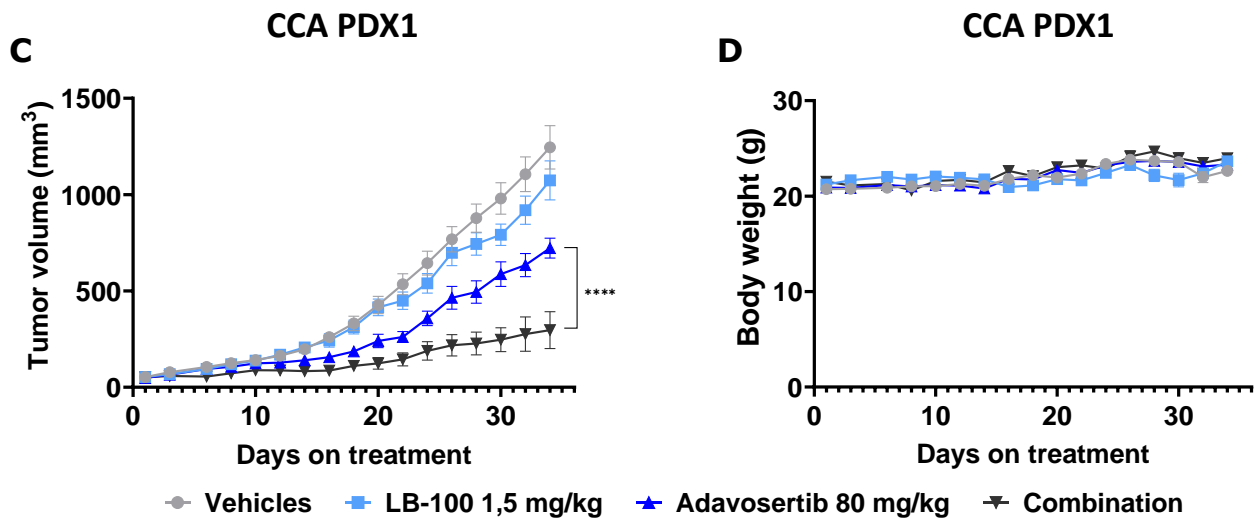 CCA PDX1
C
Tumor volume (mm³)
1500
1000
500
0
0 10 20 30
Days on treatment
****
CCA PDX1
D
Body weight (g)
30
20
10
0
0 10 20 30
Days on treatment
Vehicles LB-100 1,5 mg/kg Adavosertib 80 mg/kg Combination